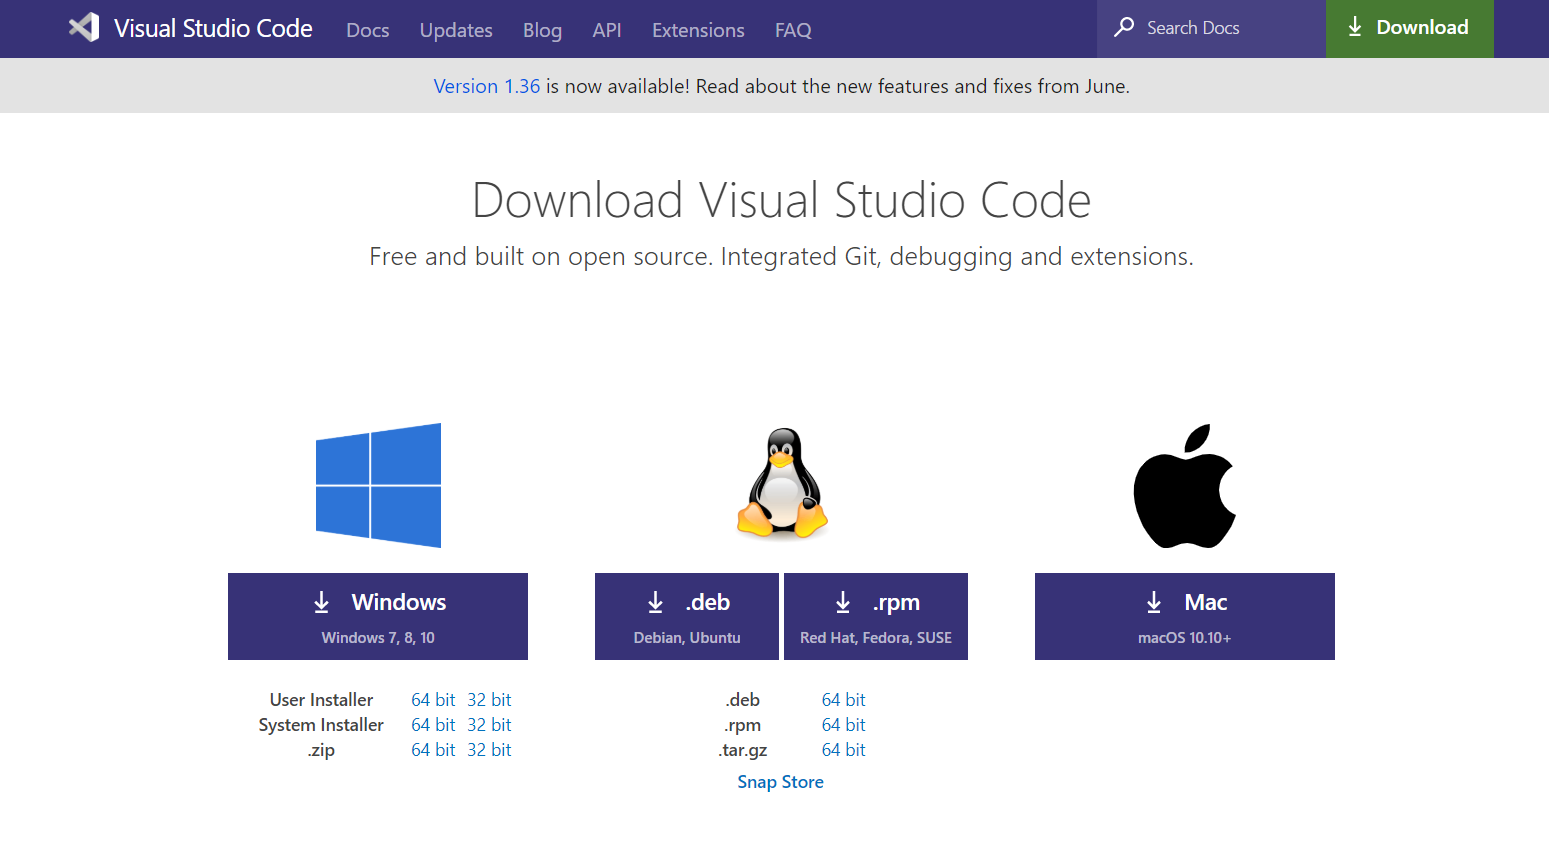 Visual Studio Code Docs Updates Blog API Extensions FAQ Search Docs Download
Version 1.36 is now available! Read about the new features and fixes from June.
Download Visual Studio Code
Free and built on open source. Integrated Git, debugging and extensions.
Windows
Windows 7, 8, 10
User Installer 64 bit 32 bit
System Installer 64 bit 32 bit
.zip 64 bit 32 bit
.deb
Debian, Ubuntu
.rpm
Red Hat, Fedora, SUSE
.deb 64 bit
.rpm 64 bit
.tar.gz 64 bit
Snap Store
Mac
macOS 10.10+